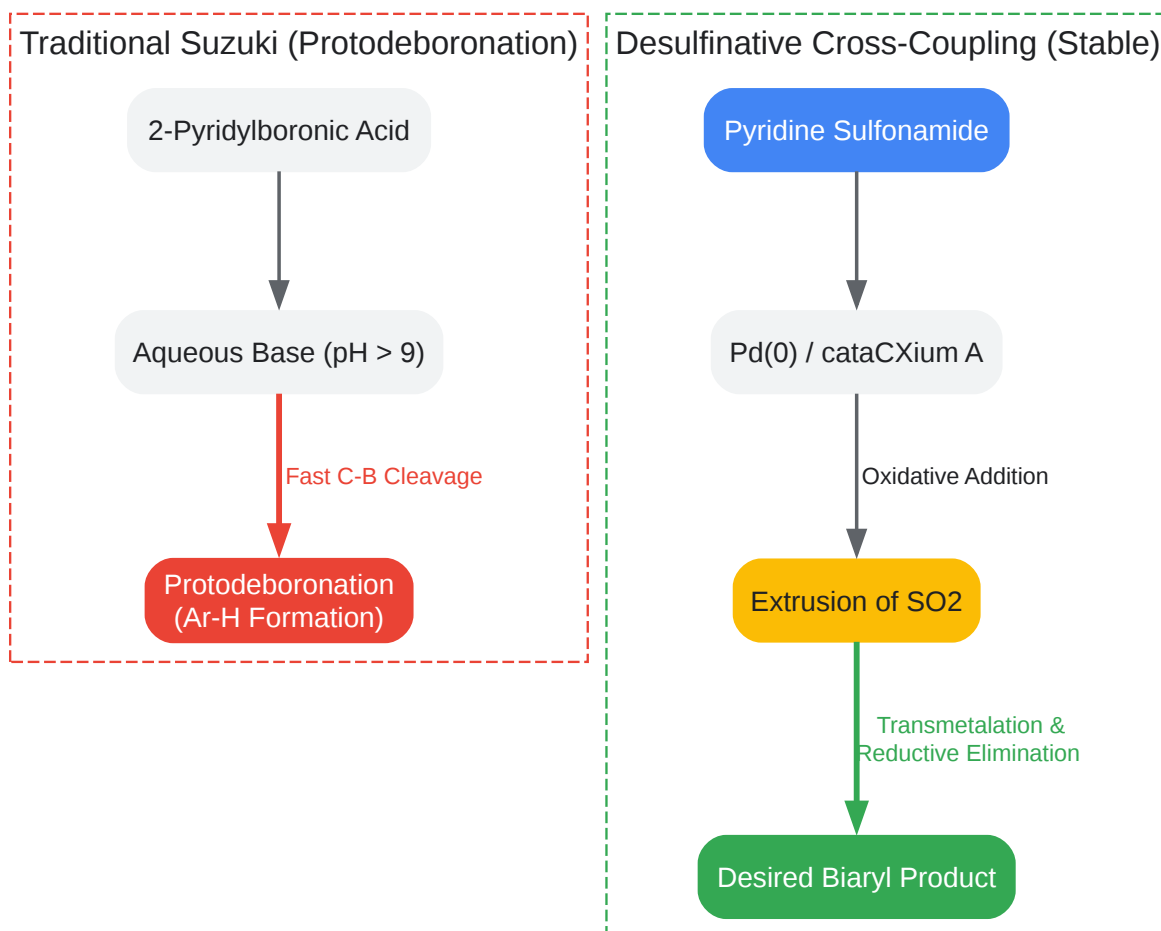 Traditional Suzuki (Protodeboronation)
2-Pyridylboronic Acid
Aqueous Base (pH > 9)
Fast C-B Cleavage
Protodeboronation
(Ar-H Formation)
Desulfinative Cross-Coupling (Stable)
Pyridine Sulfonamide
Pd(0) / cataCXium A
Oxidative Addition
Extrusion of SO2
Transmetalation &
Reductive Elimination
Desired Biaryl Product